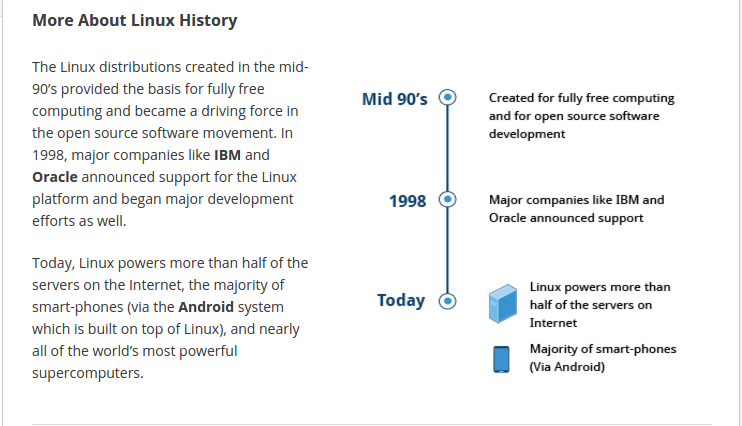 More About Linux History
The Linux distributions created in the mid-
90’s provided the basis for fully free
computing and became a driving force in
the open source software movement. In
1998, major companies like IBM and
Oracle announced support for the Linux
platform and began major development
efforts as well.
Today, Linux powers more than half of the
servers on the Internet, the majority of
smart-phones (via the Android system
which is built on top of Linux), and nearly
all of the world’s most powerful
supercomputers.
Mid 90’s
Created for fully free computing
and for open source software
development
1998
Major companies like IBM and
Oracle announced support
Today
Linux powers more than
half of the servers on
Internet
Majority of smart-phones
(Via Android)